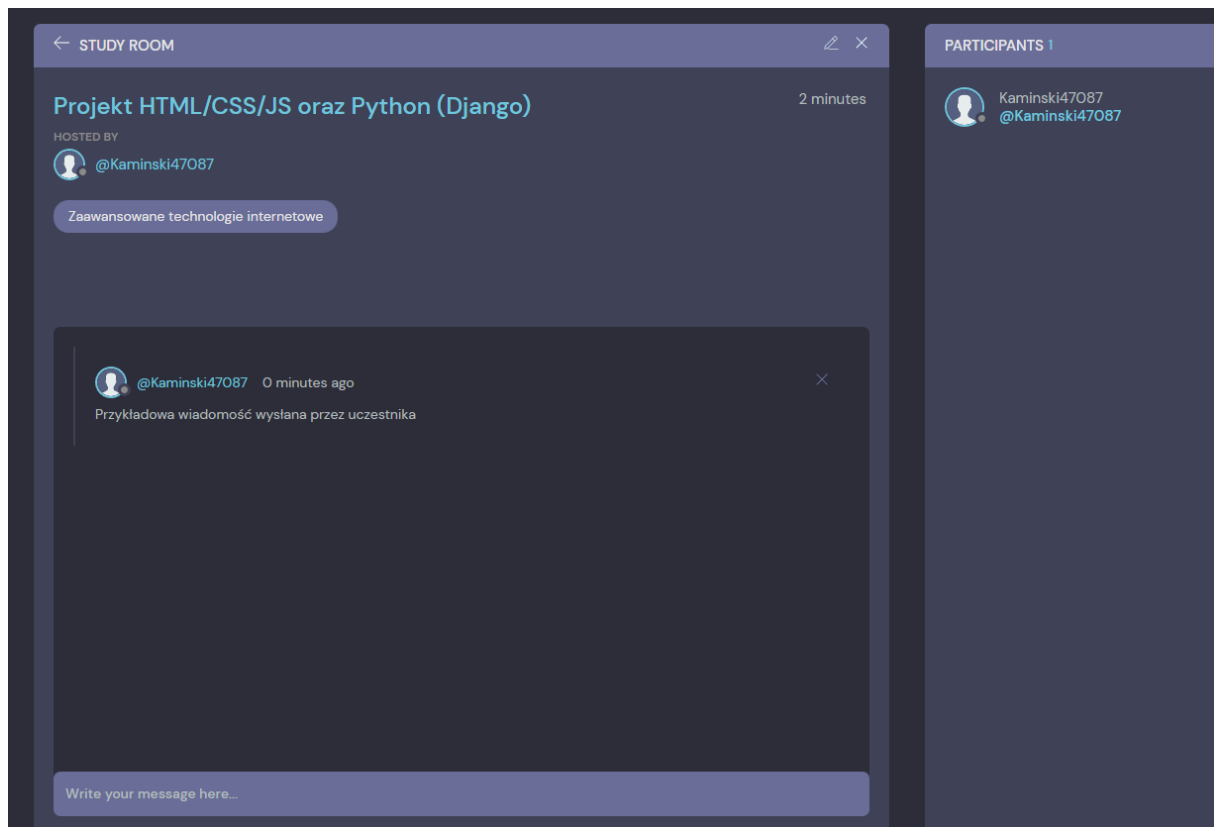 STUDY ROOM
Projekt HTML/CSS/JS oraz Python (Django)
2 minutes
HOSTED BY
@Kaminski47087
Zaawansowane technologie internetowe
@Kaminski47087 0 minutes ago
Przykładowa wiadomość wysłana przez uczestnika
Write your message here...
PARTICIPANTS 1
Kaminski47087
@Kaminski47087